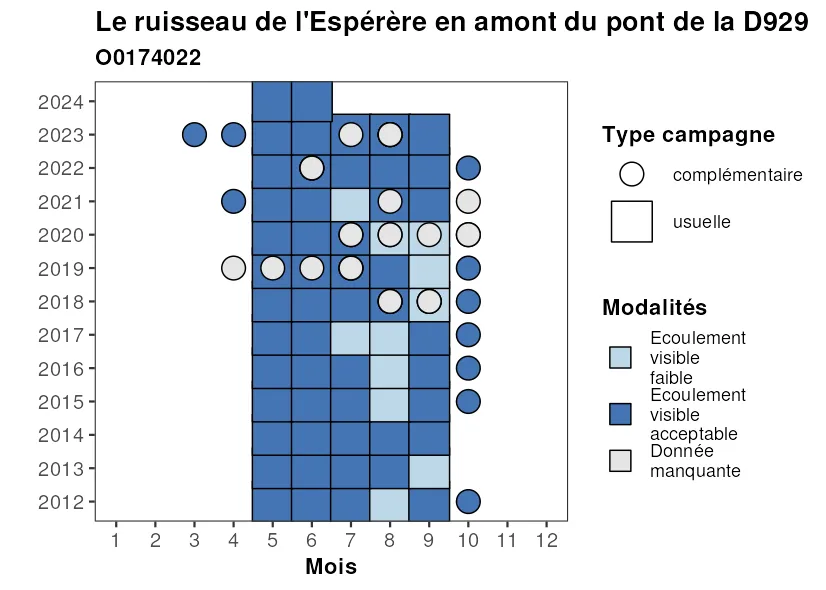 Le ruisseau de l'Espérère en amont du pont de la D929
O0174022
2024
2023
2022
2021
2020
2019
2018
2017
2016
2015
2014
2013
2012
1 2 3 4 5 6 7 8 9 10 11 12
Mois
Type campagne
complémentaire
usuelle
Modalités
Ecoulement
visible
faible
Ecoulement
visible
acceptable
Donnée
manquante